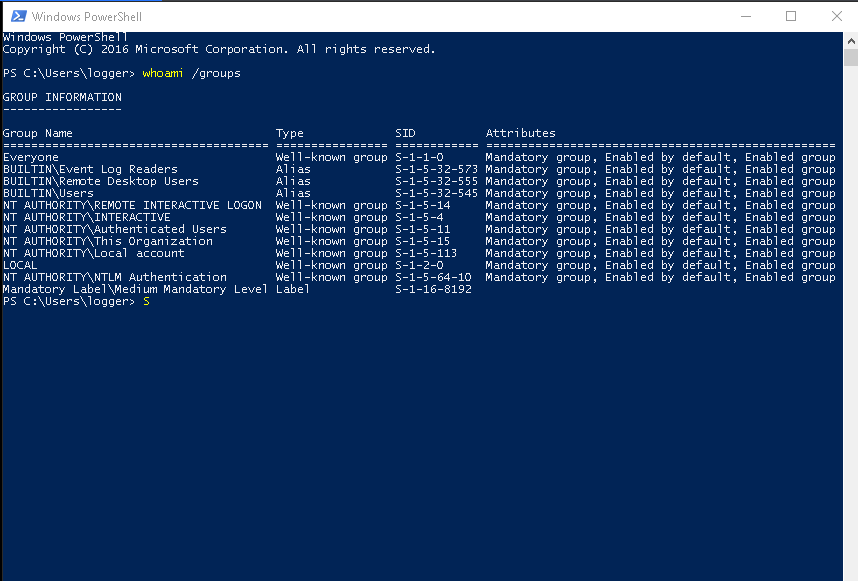 Windows PowerShell
Windows PowerShell
Copyright (C) 2016 Microsoft Corporation. All rights reserved.
PS C:\Users\logger> whoami /groups
GROUP INFORMATION
-----------------
Group Name                             Type             SID          Attributes
====================================== ================ ============ ==================================================
Everyone                               Well-known group S-1-1-0      Mandatory group, Enabled by default, Enabled group
BUILTIN\Event Log Readers              Alias            S-1-5-32-573 Mandatory group, Enabled by default, Enabled group
BUILTIN\Remote Desktop Users           Alias            S-1-5-32-555 Mandatory group, Enabled by default, Enabled group
BUILTIN\Users                          Alias            S-1-5-32-545 Mandatory group, Enabled by default, Enabled group
NT AUTHORITY\REMOTE INTERACTIVE LOGON  Well-known group S-1-5-14     Mandatory group, Enabled by default, Enabled group
NT AUTHORITY\INTERACTIVE               Well-known group S-1-5-4      Mandatory group, Enabled by default, Enabled group
NT AUTHORITY\Authenticated Users       Well-known group S-1-5-11     Mandatory group, Enabled by default, Enabled group
NT AUTHORITY\This Organization         Well-known group S-1-5-15     Mandatory group, Enabled by default, Enabled group
NT AUTHORITY\Local account             Well-known group S-1-5-113    Mandatory group, Enabled by default, Enabled group
LOCAL                                  Well-known group S-1-2-0      Mandatory group, Enabled by default, Enabled group
NT AUTHORITY\NTLM Authentication       Well-known group S-1-5-64-10  Mandatory group, Enabled by default, Enabled group
Mandatory Label\Medium Mandatory Level Label            S-1-16-8192
PS C:\Users\logger> S